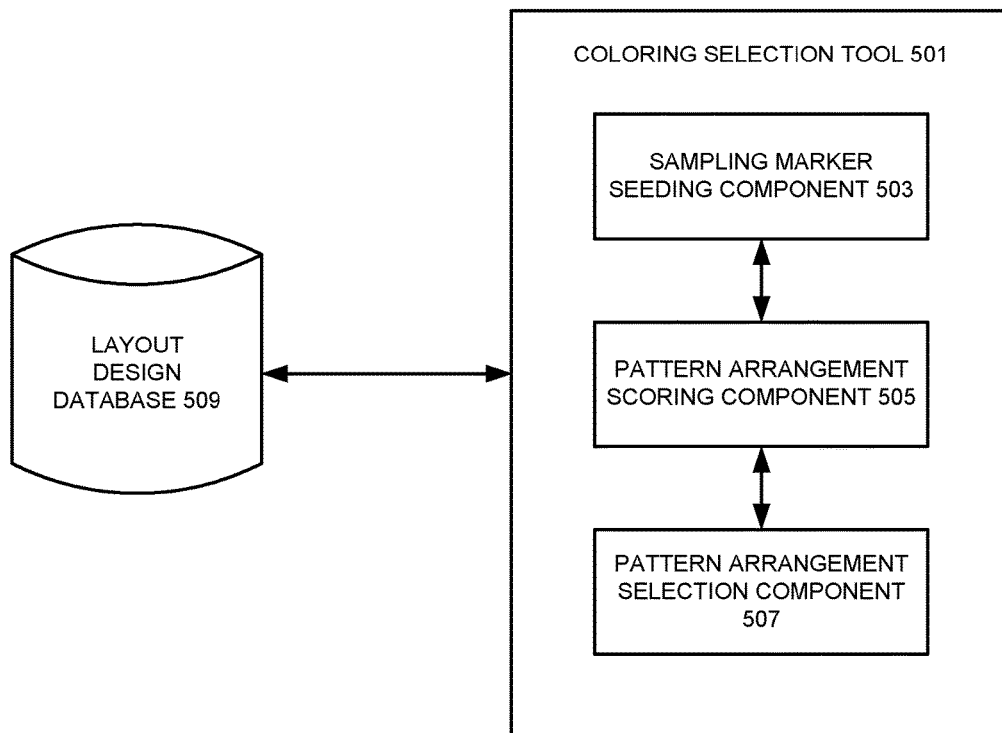 COLORING SELECTION TOOL 501
SAMPLING MARKER
SEEDING COMPONENT 503
LAYOUT
DESIGN
DATABASE 509
PATTERN ARRANGEMENT
SCORING COMPONENT 505
PATTERN ARRANGEMENT
SELECTION COMPONENT
507